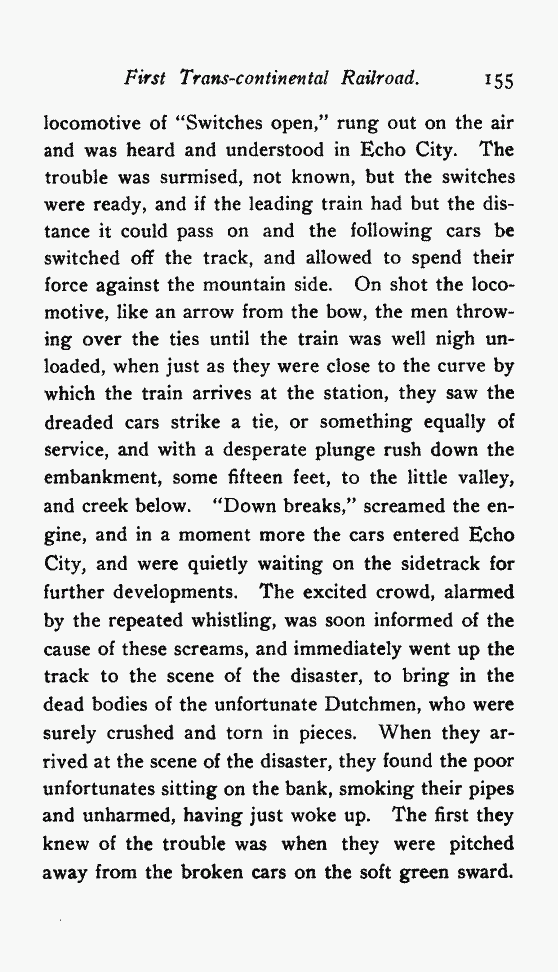 First Trans-continental Railroad. 155
locomotive of "Switches open," rung out on the air
and was heard and understood in Echo City. The
trouble was surmised, not known, but the switches
were ready, and if the leading train had but the dis-
tance it could pass on and the following cars be
switched off the track, and allowed to spend their
force against the mountain side. On shot the loco-
motive, like an arrow from the bow, the men throw-
ing over the ties until the train was well nigh un-
loaded, when just as they were close to the curve by
which the train arrives at the station, they saw the
dreaded cars strike a tie, or something equally of
service, and with a desperate plunge rush down the
embankment, some fifteen feet, to the little valley,
and creek below. "Down breaks," screamed the en-
gine, and in a moment more the cars entered Echo
City, and were quietly waiting on the sidetrack for
further developments. The excited crowd, alarmed
by the repeated whistling, was soon informed of the
cause of these screams, and immediately went up the
track to the scene of the disaster, to bring in the
dead bodies of the unfortunate Dutchmen, who were
surely crushed and torn in pieces. When they ar-
rived at the scene of the disaster, they found the poor
unfortunates sitting on the bank, smoking their pipes
and unharmed, having just woke up. The first they
knew of the trouble was when they were pitched
away from the broken cars on the soft green sward.